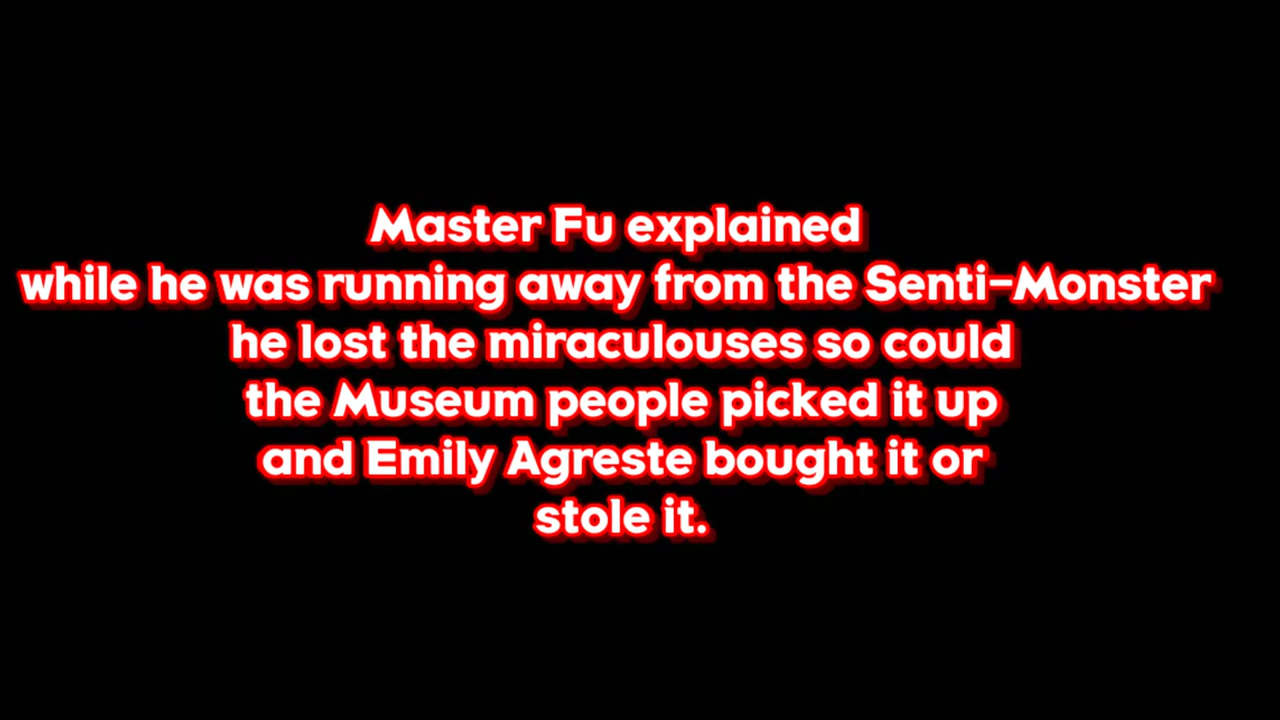 Master Fu explained
while he was running away from the Senti-Monster
he lost the miraculouses so could
the Museum people picked it up
and Emily Agreste bought it or
stole it.